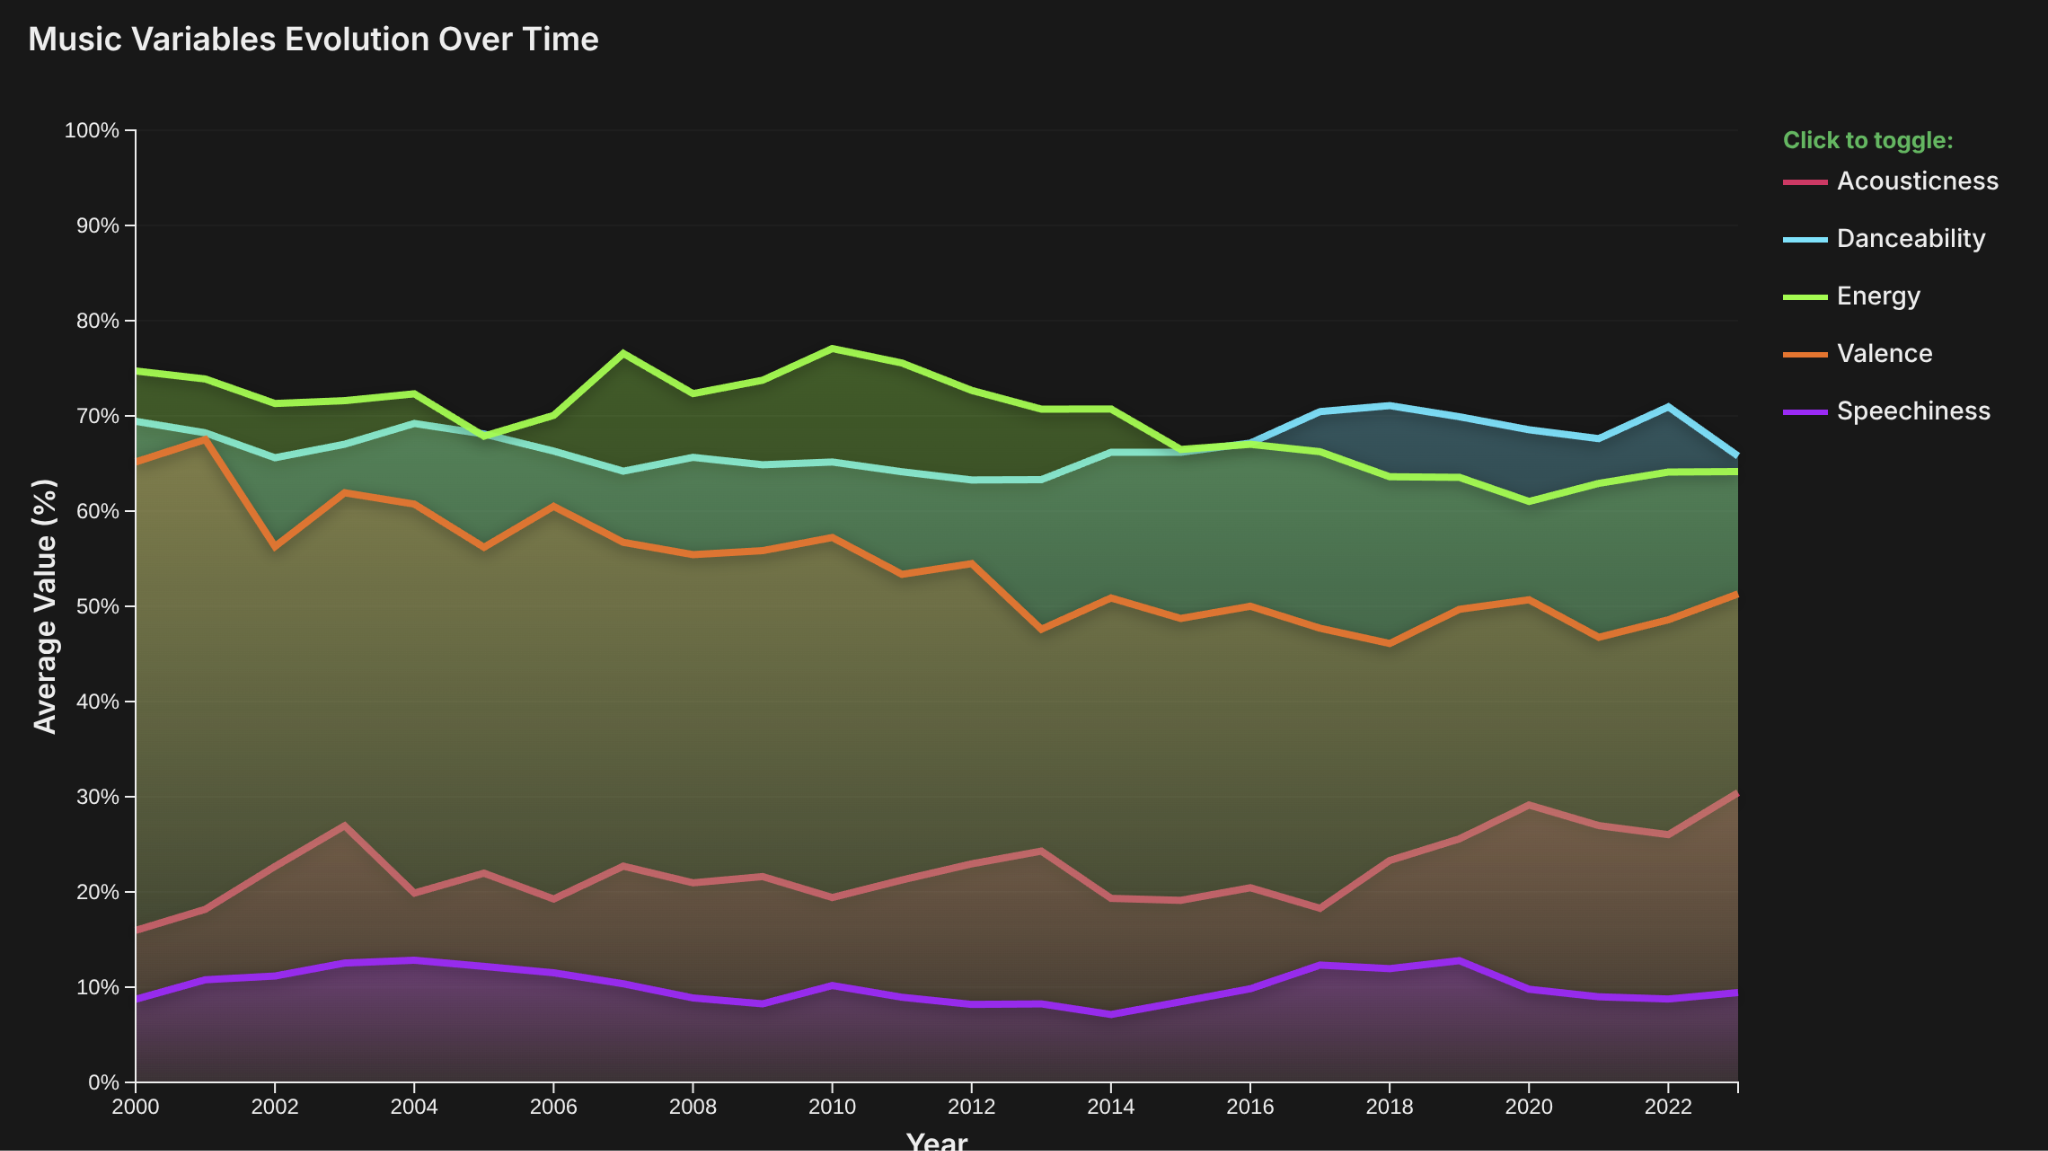 Music Variables Evolution Over Time
Click to toggle:
Acousticness
Danceability
Energy
Valence
Speechiness
100%
90%
80%
70%
60%
50%
40%
30%
20%
10%
0%
Average Value (%)
2000 2002 2004 2006 2008 2010 2012 2014 2016 2018 2020 2022
Year